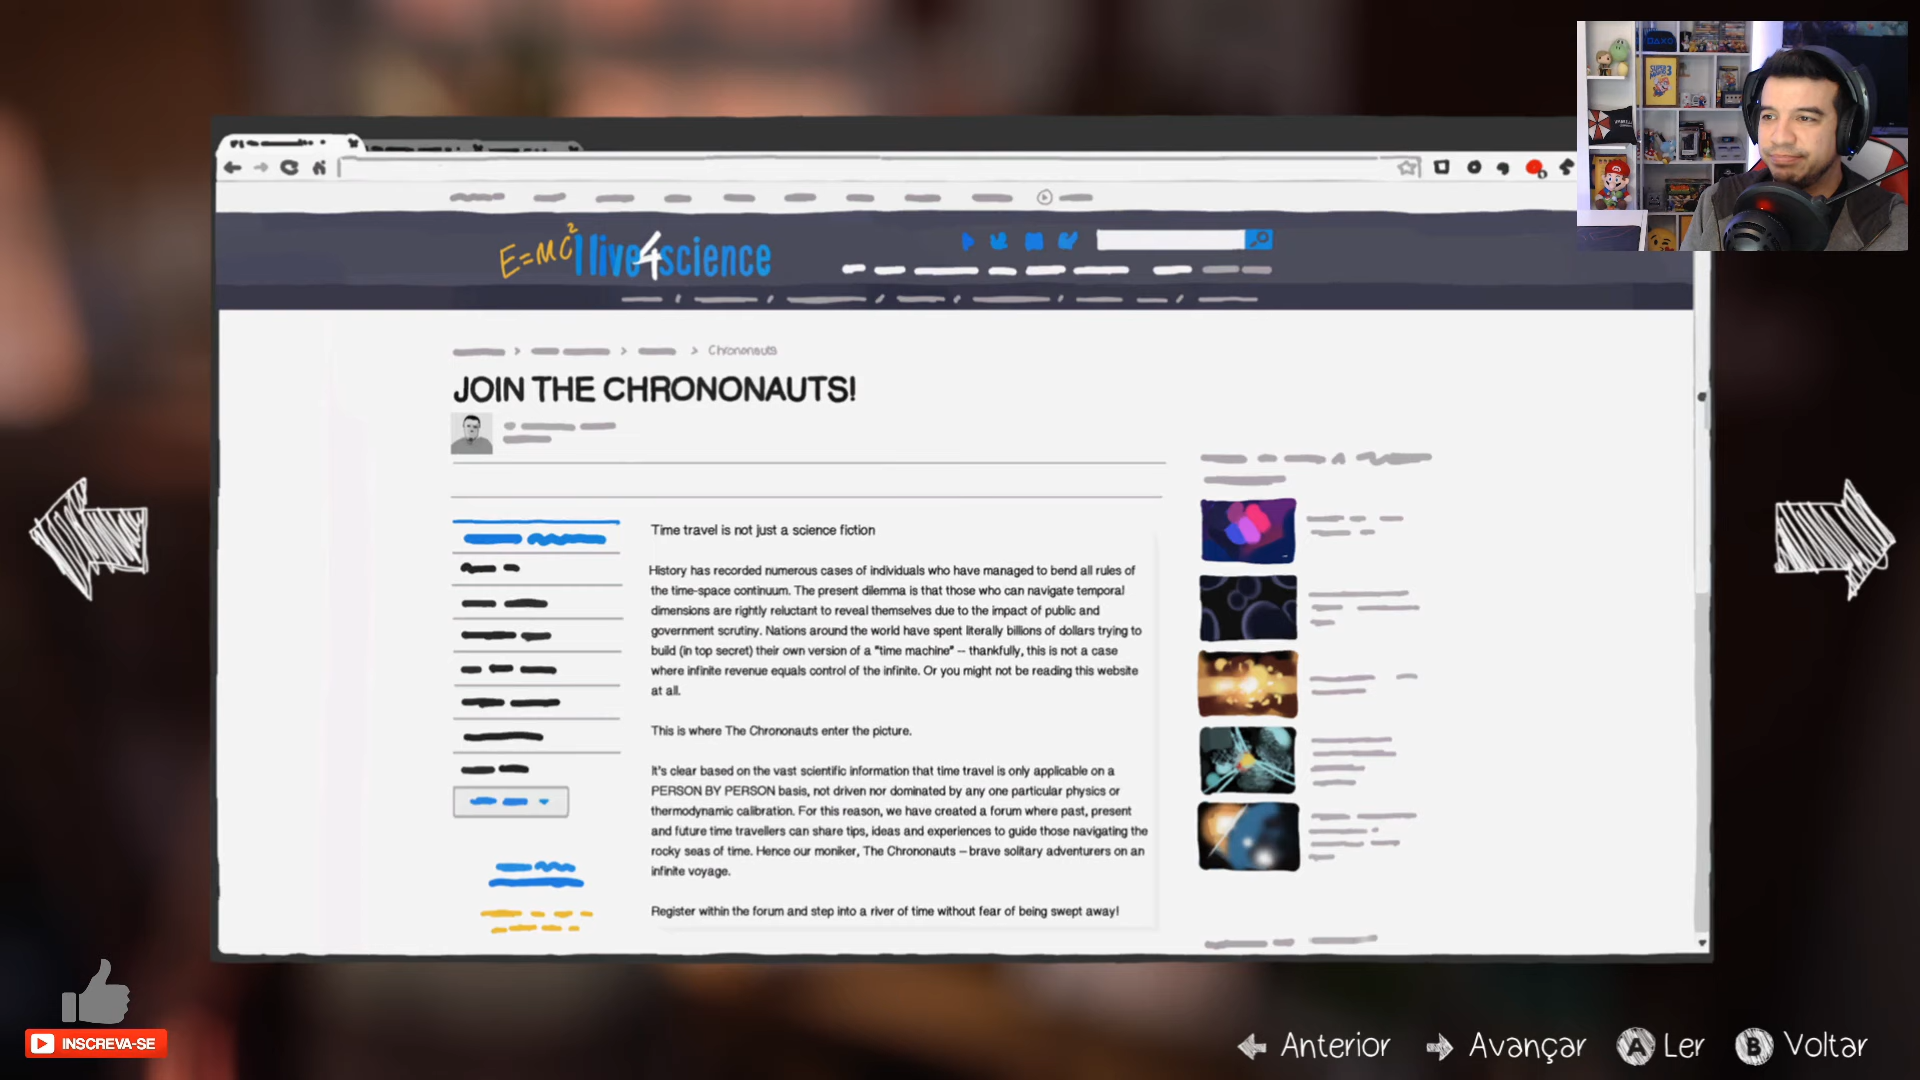 E=MC² I live4science
Chrononauts
JOIN THE CHRONONAUTS!
Time travel is not just a science fiction
History has recorded numerous cases of individuals who have managed to bend all rules of
the time-space continuum. The present dilemma is that those who can navigate temporal
dimensions are rightly reluctant to reveal themselves due to the impact of public and
government scrutiny. Nations around the world have spent literally billions of dollars trying to
build (in top secret) their own version of a "time machine" – thankfully, this is not a case
where infinite revenue equals control of the infinite. Or you might not be reading this website
at all.
This is where The Chrononauts enter the picture.
It's clear based on the vast scientific information that time travel is only applicable on a
PERSON BY PERSON basis, not driven nor dominated by any one particular physics or
thermodynamic calibration. For this reason, we have created a forum where past, present
and future time travellers can share tips, ideas and experiences to guide those navigating the
rocky seas of time. Hence our moniker, The Chrononauts – brave solitary adventurers on an
infinite voyage.
Register within the forum and step into a river of time without fear of being swept away!
INSCREVA-SE
Anterior
Avançar
A Ler
B Voltar